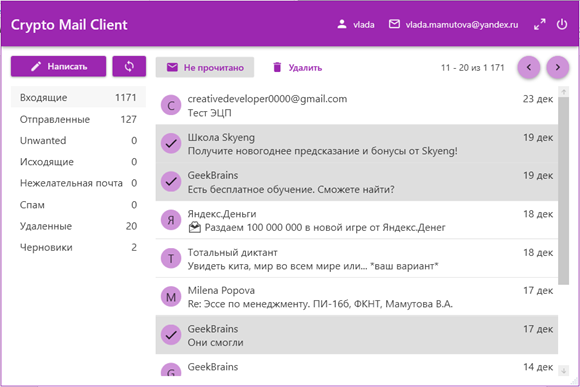 Crypto Mail Client
vlada
vlada.mamutova@yandex.ru
Написать
Не прочитано
Удалить
11 - 20 из 1 171
Входящие 1171
Отправленные 127
Unwanted 0
Исходящие 0
Нежелательная почта 0
Спам 0
Удаленные 20
Черновики 2
C creativedeveloper0000@gmail.com 23 дек
Тест ЭЦП
Школа Skyeng 19 дек
Получите новогоднее предсказание и бонусы от Skyeng!
GeekBrains 19 дек
Есть бесплатное обучение. Сможете найти?
Я Яндекс.Деньги 18 дек
Раздаем 100 000 000 в новой игре от Яндекс.Денег
Т Тотальный диктант 18 дек
Увидеть кита, мир во всем мире или... *ваш вариант*
M Milena Popova 17 дек
Re: Эссе по менеджменту. ПИ-16б, ФКНТ, Мамутова В.А.
GeekBrains 17 дек
Они смогли
G GeekBrains 14 дек